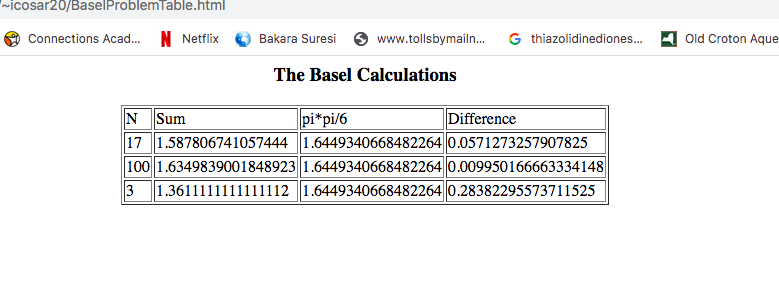 ~icosar20/BaselProblemTable.html
Connections Acad... Netflix Bakara Suresi www.tollsbymailn... thiazolidinediones... Old Croton Aque
The Basel Calculations
N Sum pi*pi/6 Difference
17 1.587806741057444 1.6449340668482264 0.0571273257907825
100 1.6349839001848923 1.6449340668482264 0.009950166663334148
3 1.3611111111111112 1.6449340668482264 0.28382295573711525